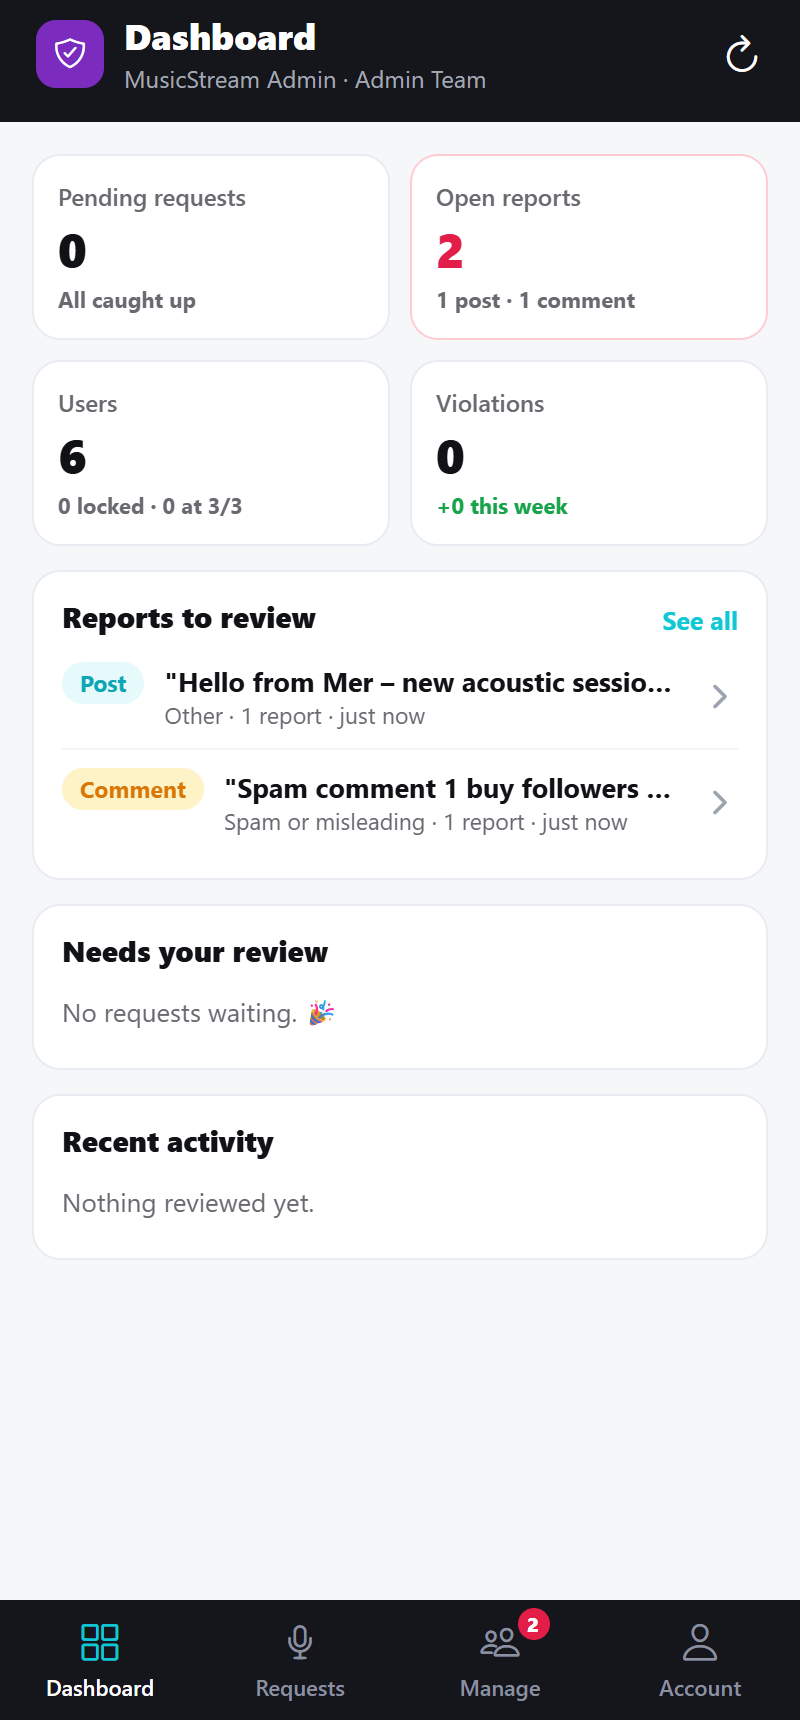 Dashboard
MusicStream Admin · Admin Team
Pending requests
0
All caught up
Open reports
2
1 post · 1 comment
Users
6
0 locked · 0 at 3/3
Violations
0
+0 this week
Reports to review
See all
Post
"Hello from Mer – new acoustic sessio...
Other · 1 report · just now
Comment
"Spam comment 1 buy followers ...
Spam or misleading · 1 report · just now
Needs your review
No requests waiting. 🎉
Recent activity
Nothing reviewed yet.
2
Dashboard
Requests
Manage
Account